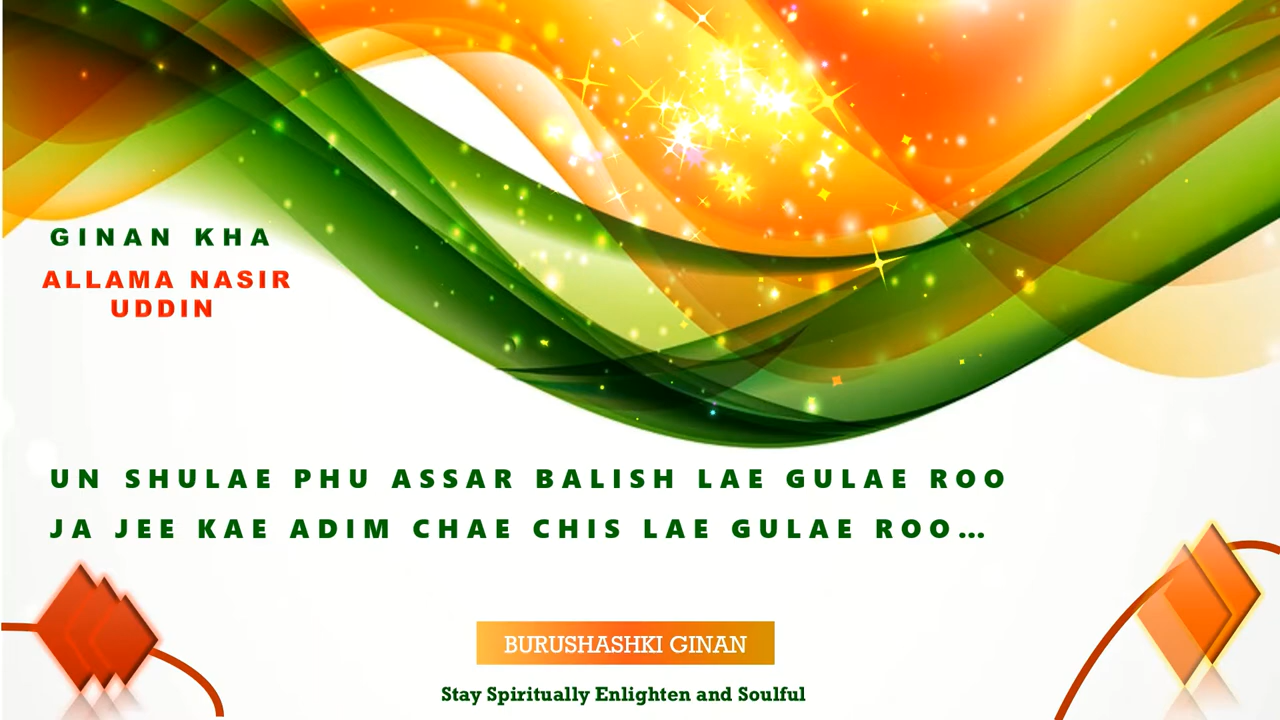 GINAN KHA
ALLAMA NASIR
UDDIN
UN SHULAE PHU ASSAR BALISH LAE GULAE ROO
JA JEE KAE ADIM CHAE CHIS LAE GULAE ROO...
BURUSHASHKI GINAN
Stay Spiritually Enlighten and Soulful